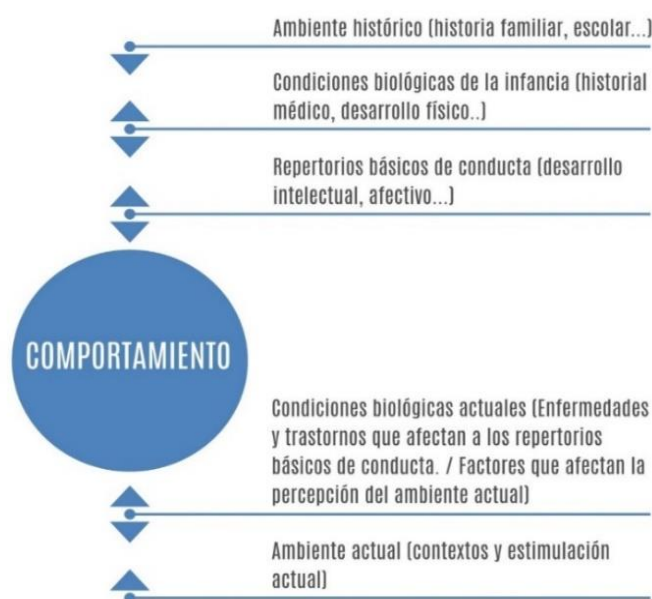 Ambiente histórico (historia familiar, escolar...)
Condiciones biológicas de la infancia (historial
médico, desarrollo físico..)
Repertorios básicos de conducta (desarrollo
intelectual, afectivo...)
COMPORTAMIENTO
Condiciones biológicas actuales (Enfermedades
y trastornos que afectan a los repertorios
básicos de conducta. / Factores que afectan la
percepción del ambiente actual)
Ambiente actual (contextos y estimulación
actual)